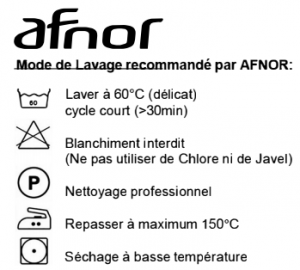 afnor
Mode de Lavage recommandé par AFNOR:
60
Laver à 60°C (délicat)
cycle court (>30min)
Blanchiment interdit
(Ne pas utiliser de Chlore ni de Javel)
P
Nettoyage professionnel
Repasser à maximum 150°C
Séchage à basse température